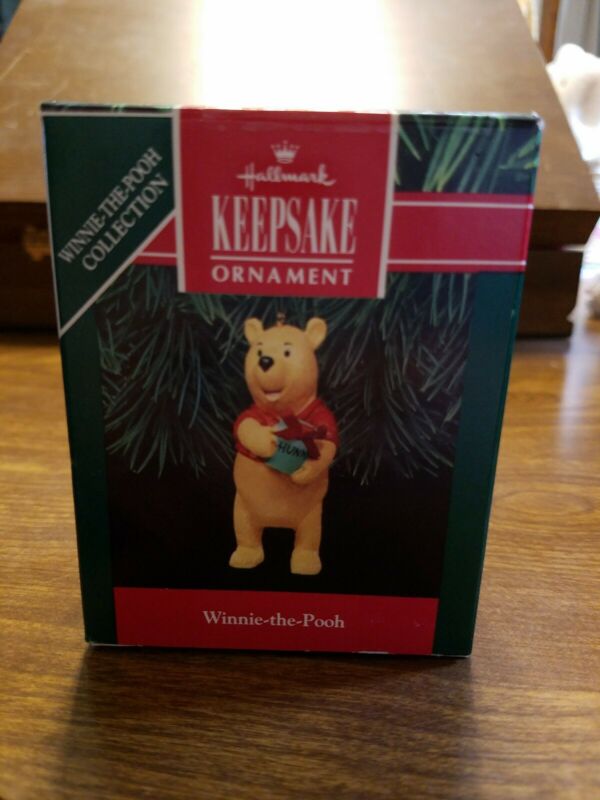 WINNIE-THE-POOH
COLLECTION
Hallmark
KEEPSAKE
ORNAMENT
HUNN
Winnie-the-Pooh